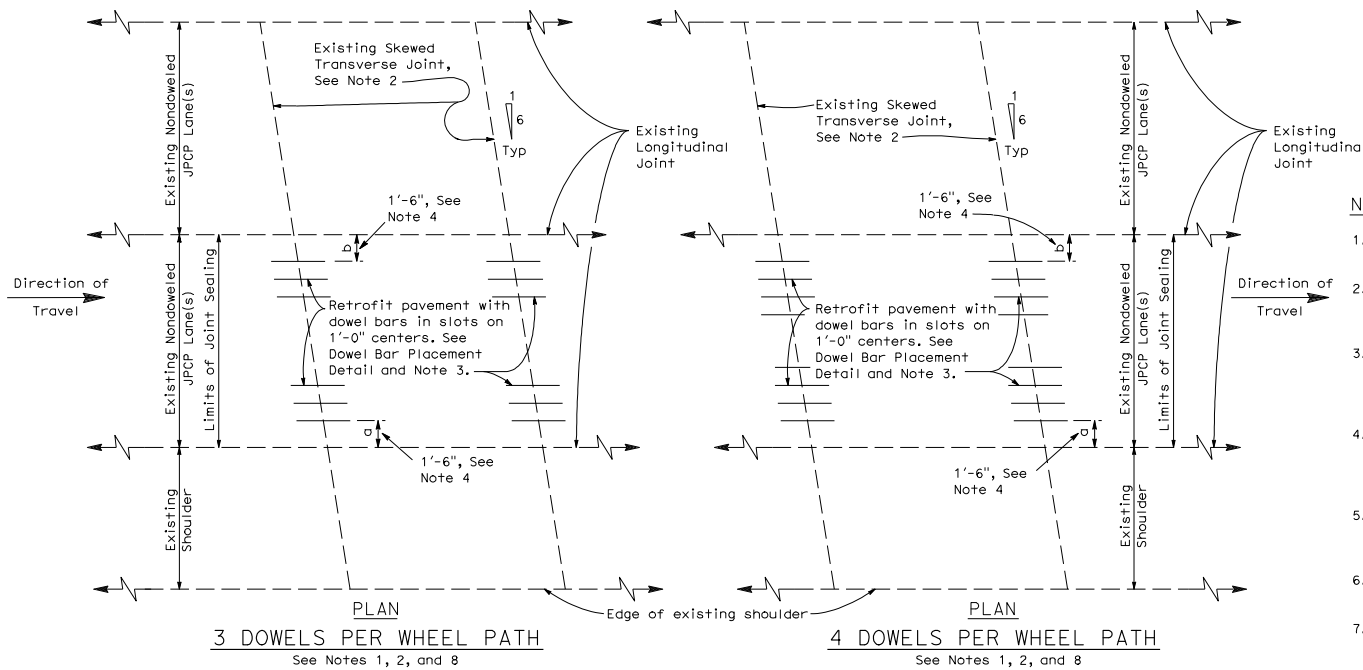 Existing Skewed
Transverse Joint,
See Note 2
1
6
Typ
Existing
Longitudinal
Joint
Existing Nondoweled
JPCP Lane(s)
1'-6", See
Note 4
b
Direction of
Travel
Existing Nondoweled
JPCP Lane(s)
Limits of Joint Sealing
Retrofit pavement with
dowel bars in slots on
1'-0" centers. See
Dowel Bar Placement
Detail and Note 3.
a
1'-6", See
Note 4
Existing
Shoulder
PLAN
3 DOWELS PER WHEEL PATH
See Notes 1, 2, and 8
Edge of existing shoulder
Existing Skewed
Transverse Joint,
See Note 2
1
6
Typ
Existing Nondoweled
JPCP Lane(s)
Existing
Longitudina
Joint
1'-6", See
Note 4
b
Retrofit pavement with
dowel bars in slots on
1'-0" centers. See
Dowel Bar Placement
Detail and Note 3.
Existing Nondoweled
JPCP Lane(s)
Limits of Joint Sealing
Direction of
Travel
a
1'-6", See
Note 4
Existing
Shoulder
PLAN
4 DOWELS PER WHEEL PATH
See Notes 1, 2, and 8
N
1.
2.
3.
4.
5.
6.
7.